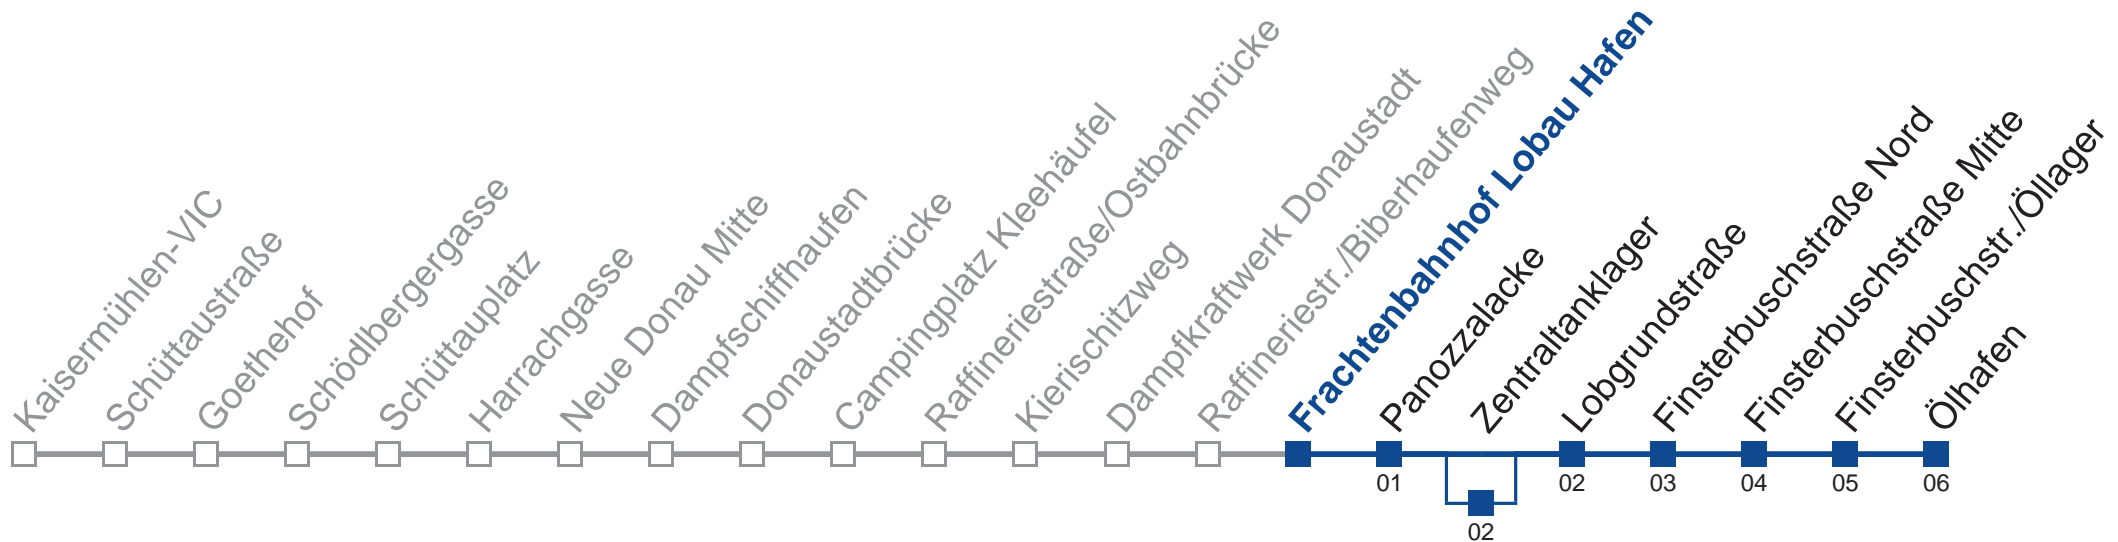 Kaisermühlen-VIC
Schüttaustraße
Goethehof
Schödlbergergasse
Schüttauplatz
Harrachgasse
Neue Donau Mitte
Dampfschiffhaufen
Donaustadtbrücke
Campingplatz Kleehäufel
Raffineriestraße/Ostbahnbrücke
Kierischitzweg
Dampfkraftwerk Donaustadt
Raffineriestr./Biberhaufenweg
Frachtenbahnhof Lobau Hafen
Panozzalacke
Zentraltanklager
Lobgrundstraße
Finsterbuschstraße Nord
Finsterbuschstraße Mitte
Finsterbuschstr./Öllager
Ölhafen
01
02
03
04
05
06
02